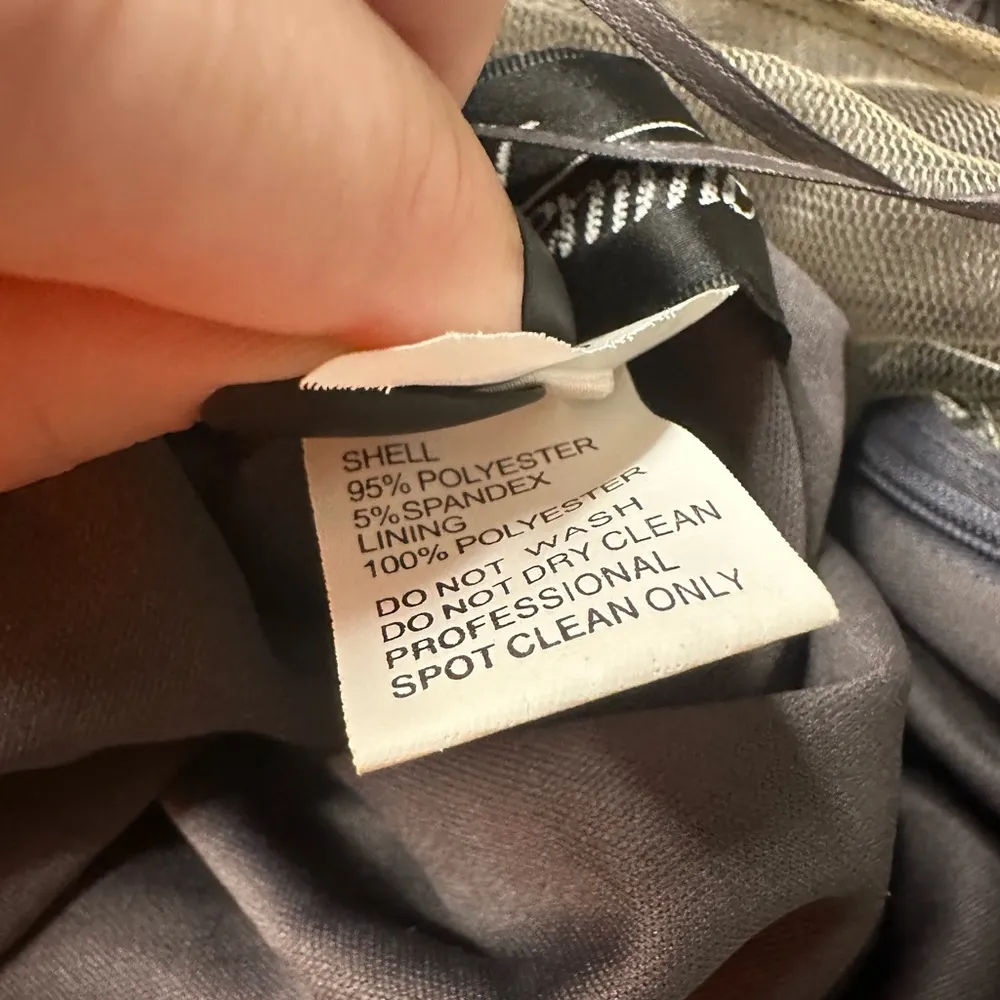 SHELL
95% POLYESTER
5%SPANDEX
LINING
100% POLYESTER
DO NOT WASH
DO NOT DRY CLEAN
PROFESSIONAL
SPOT CLEAN ONLY